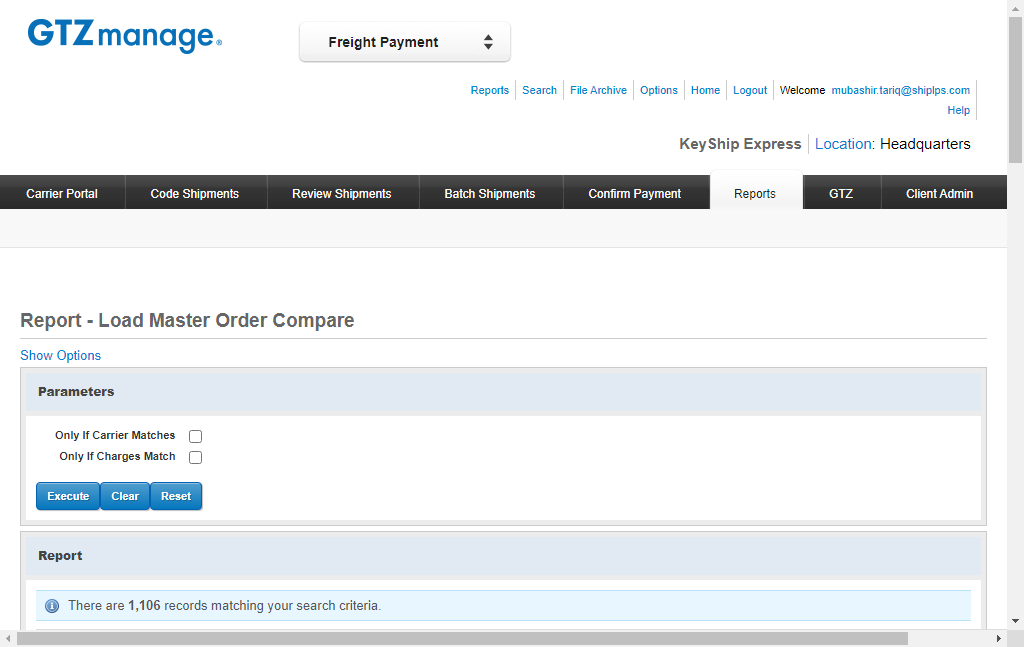 GTZmanage®
Freight Payment
Reports Search File Archive Options Home Logout Welcome mubashir.tariq@shiplps.com
Help
KeyShip Express Location: Headquarters
Carrier Portal Code Shipments Review Shipments Batch Shipments Confirm Payment Reports GTZ Client Admin
Report - Load Master Order Compare
Show Options
Parameters
Only If Carrier Matches
Only If Charges Match
Execute Clear Reset
Report
There are 1,106 records matching your search criteria.